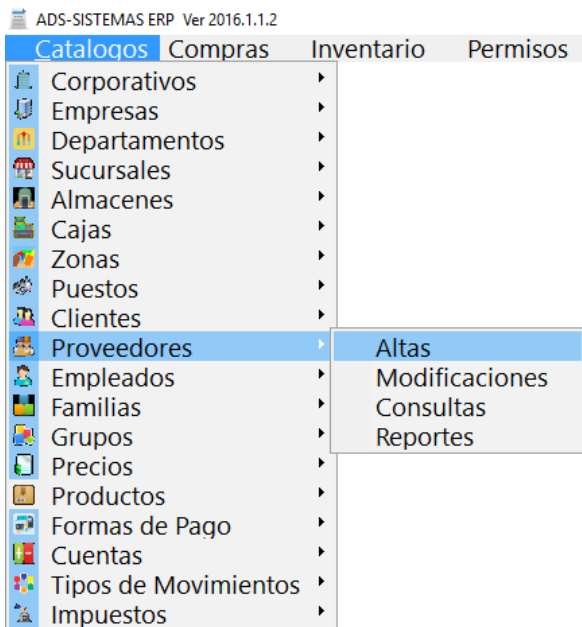 ADS-SISTEMAS ERP Ver 2016.1.1.2
Catalogos Compras Inventario Permisos
Corporativos
Empresas
Departamentos
Sucursales
Almacenes
Cajas
Zonas
Puestos
Clientes
Proveedores Altas
Empleados Modificaciones
Familias Consultas
Grupos Reportes
Precios
Productos
Formas de Pago
Cuentas
Tipos de Movimientos
Impuestos